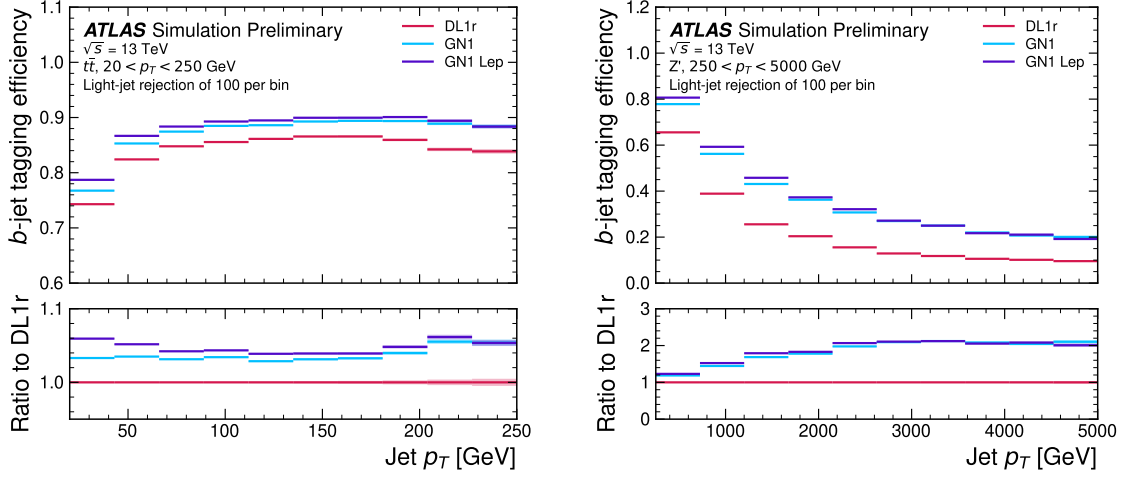 ATLAS Simulation Preliminary
√s = 13 TeV
tt̄, 20 < pT < 250 GeV
Light-jet rejection of 100 per bin
DL1r
GN1
GN1 Lep
b-jet tagging efficiency
1.1
1.0
0.9
0.8
0.7
0.6
Ratio to DL1r
1.1
1.0
50 100 150 200 250
Jet pT [GeV]
ATLAS Simulation Preliminary
√s = 13 TeV
Z', 250 < pT < 5000 GeV
Light-jet rejection of 100 per bin
DL1r
GN1
GN1 Lep
b-jet tagging efficiency
1.2
1.0
0.8
0.6
0.4
0.2
0.0
Ratio to DL1r
3
2
1
0
1000 2000 3000 4000 5000
Jet pT [GeV]